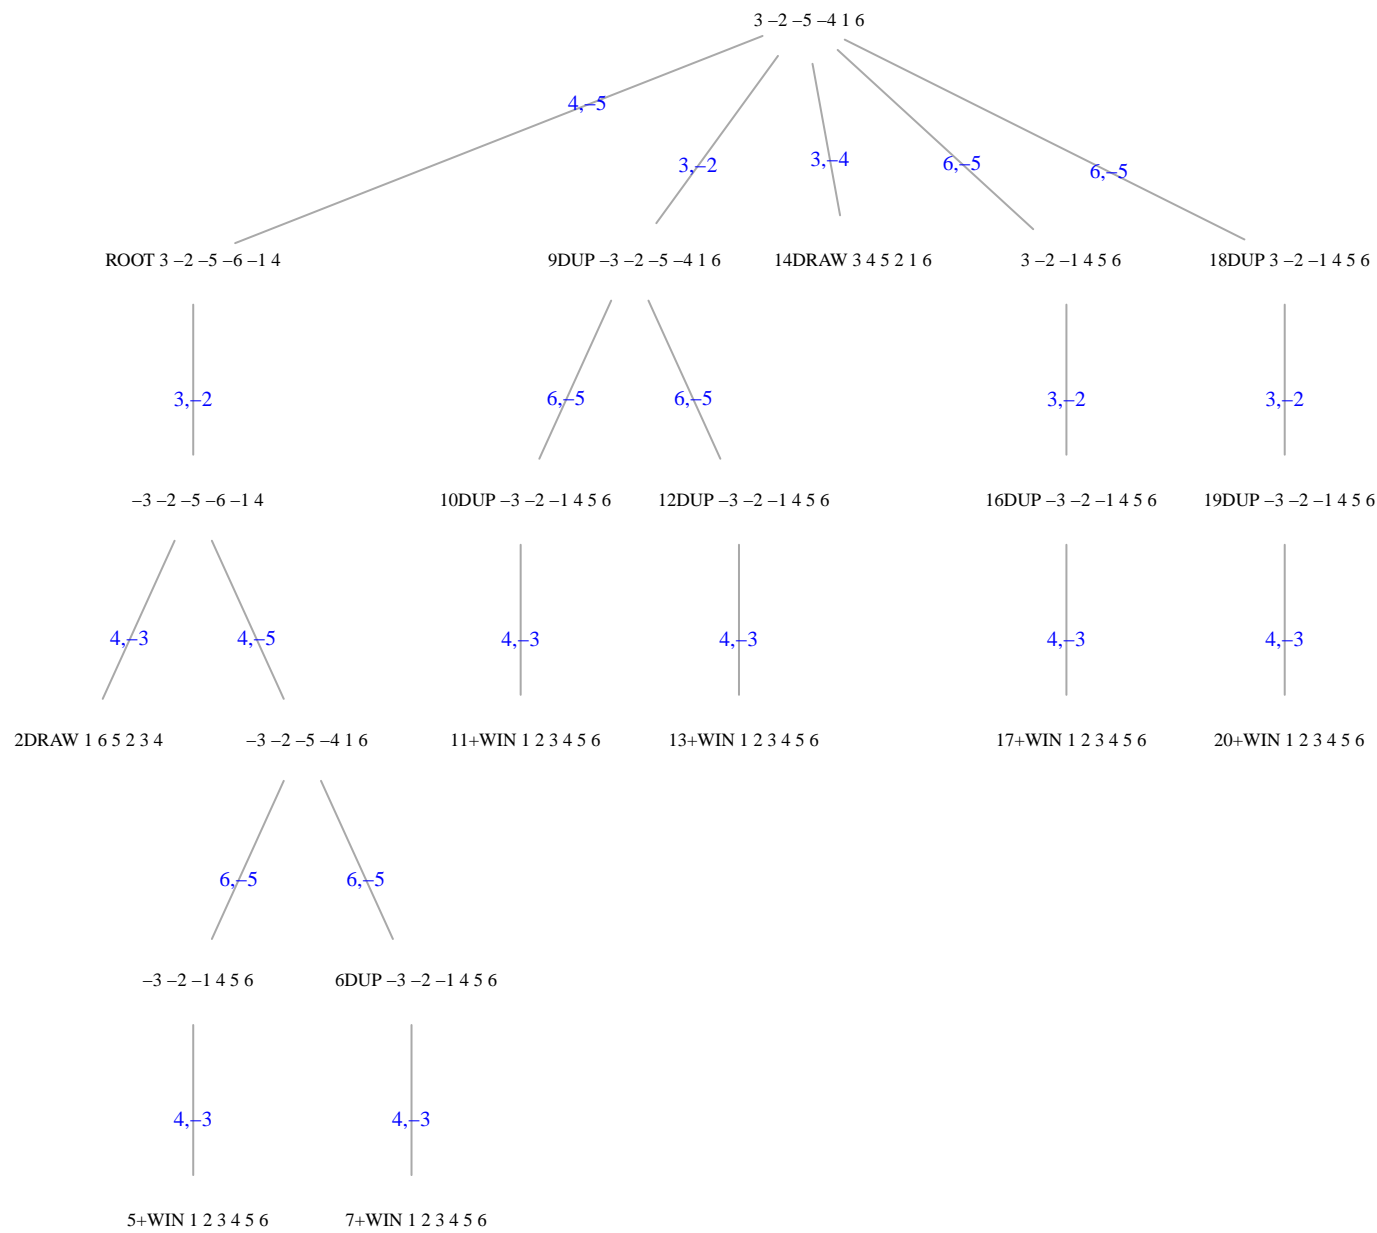 3 –2 –5 –4 1 6
4,–5
3,–2
3,–4
6,–5
6,–5
ROOT 3 –2 –5 –6 –1 4
9DUP –3 –2 –5 –4 1 6
14DRAW 3 4 5 2 1 6
3 –2 –1 4 5 6
18DUP 3 –2 –1 4 5 6
3,–2
6,–5
6,–5
3,–2
3,–2
–3 –2 –5 –6 –1 4
10DUP –3 –2 –1 4 5 6
12DUP –3 –2 –1 4 5 6
16DUP –3 –2 –1 4 5 6
19DUP –3 –2 –1 4 5 6
4,–3
4,–5
4,–3
4,–3
4,–3
4,–3
2DRAW 1 6 5 2 3 4
–3 –2 –5 –4 1 6
11+WIN 1 2 3 4 5 6
13+WIN 1 2 3 4 5 6
17+WIN 1 2 3 4 5 6
20+WIN 1 2 3 4 5 6
6,–5
6,–5
–3 –2 –1 4 5 6
6DUP –3 –2 –1 4 5 6
4,–3
4,–3
5+WIN 1 2 3 4 5 6
7+WIN 1 2 3 4 5 6